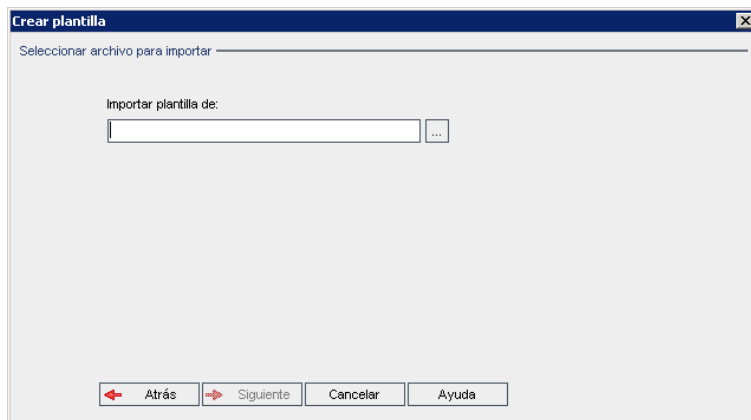 Crear plantilla
Seleccionar archivo para importar
Importar plantilla de:
...
Atrás Siguiente Cancelar Ayuda